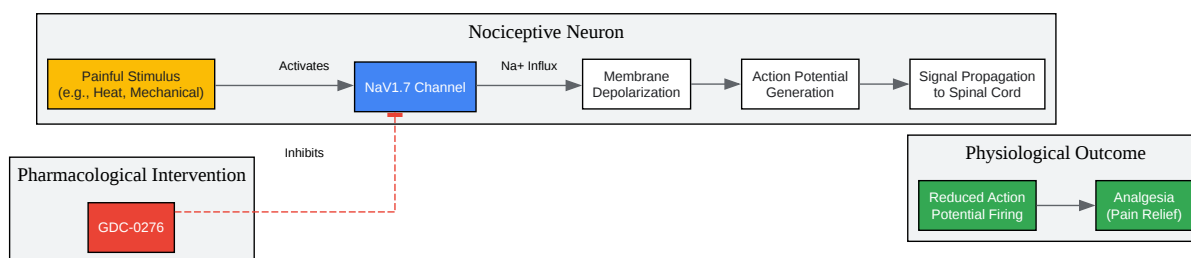 Nociceptive Neuron
Painful Stimulus
(e.g., Heat, Mechanical)
Activates
NaV1.7 Channel
Na+ Influx
Membrane
Depolarization
Action Potential
Generation
Signal Propagation
to Spinal Cord
Inhibits
Pharmacological Intervention
GDC-0276
Physiological Outcome
Reduced Action
Potential Firing
Analgesia
(Pain Relief)